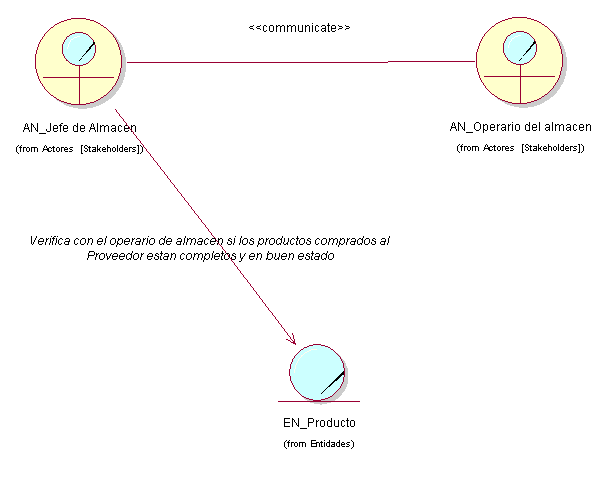 <<communicate>>
AN_Jefe de Almacen
(from Actores [Stakeholders])
AN_Operario del almacen
(from Actores [Stakeholders])
Verifica con el operario de almacen si los productos comprados al
Proveedor estan completos y en buen estado
EN_Producto
(from Entidades)